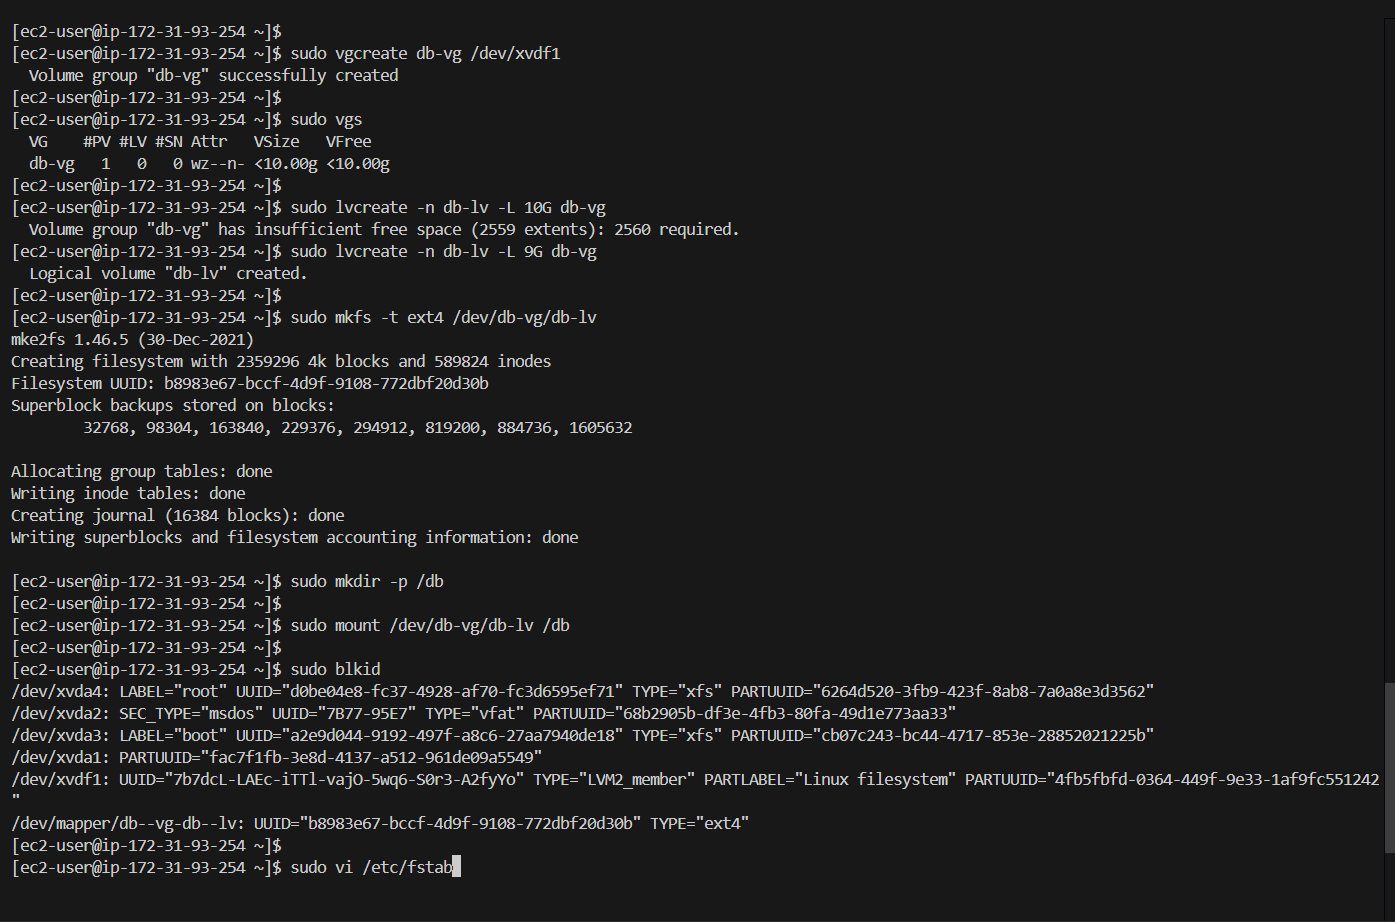 [ec2-user@ip-172-31-93-254 ~]$
[ec2-user@ip-172-31-93-254 ~]$ sudo vgcreate db-vg /dev/xvdf1
  Volume group "db-vg" successfully created
[ec2-user@ip-172-31-93-254 ~]$
[ec2-user@ip-172-31-93-254 ~]$ sudo vgs
  VG    #PV #LV #SN Attr   VSize   VFree
  db-vg   1   0   0 wz--n- <10.00g <10.00g
[ec2-user@ip-172-31-93-254 ~]$
[ec2-user@ip-172-31-93-254 ~]$ sudo lvcreate -n db-lv -L 10G db-vg
  Volume group "db-vg" has insufficient free space (2559 extents): 2560 required.
[ec2-user@ip-172-31-93-254 ~]$ sudo lvcreate -n db-lv -L 9G db-vg
  Logical volume "db-lv" created.
[ec2-user@ip-172-31-93-254 ~]$
[ec2-user@ip-172-31-93-254 ~]$ sudo mkfs -t ext4 /dev/db-vg/db-lv
mke2fs 1.46.5 (30-Dec-2021)
Creating filesystem with 2359296 4k blocks and 589824 inodes
Filesystem UUID: b8983e67-bccf-4d9f-9108-772dbf20d30b
Superblock backups stored on blocks:
        32768, 98304, 163840, 229376, 294912, 819200, 884736, 1605632

Allocating group tables: done
Writing inode tables: done
Creating journal (16384 blocks): done
Writing superblocks and filesystem accounting information: done

[ec2-user@ip-172-31-93-254 ~]$ sudo mkdir -p /db
[ec2-user@ip-172-31-93-254 ~]$
[ec2-user@ip-172-31-93-254 ~]$ sudo mount /dev/db-vg/db-lv /db
[ec2-user@ip-172-31-93-254 ~]$
[ec2-user@ip-172-31-93-254 ~]$ sudo blkid
/dev/xvda4: LABEL="root" UUID="d0be04e8-fc37-4928-af70-fc3d6595ef71" TYPE="xfs" PARTUUID="6264d520-3fb9-423f-8ab8-7a0a8e3d3562"
/dev/xvda2: SEC_TYPE="msdos" UUID="7B77-95E7" TYPE="vfat" PARTUUID="68b2905b-df3e-4fb3-80fa-49d1e773aa33"
/dev/xvda3: LABEL="boot" UUID="a2e9d044-9192-497f-a8c6-27aa7940de18" TYPE="xfs" PARTUUID="cb07c243-bc44-4717-853e-28852021225b"
/dev/xvda1: PARTUUID="fac7f1fb-3e8d-4137-a512-961de09a5549"
/dev/xvdf1: UUID="7b7dcL-LAEc-iTTl-vajO-5wq6-S0r3-A2fyYo" TYPE="LVM2_member" PARTLABEL="Linux filesystem" PARTUUID="4fb5fbfd-0364-449f-9e33-1af9fc551242
"
/dev/mapper/db--vg-db--lv: UUID="b8983e67-bccf-4d9f-9108-772dbf20d30b" TYPE="ext4"
[ec2-user@ip-172-31-93-254 ~]$
[ec2-user@ip-172-31-93-254 ~]$ sudo vi /etc/fstab